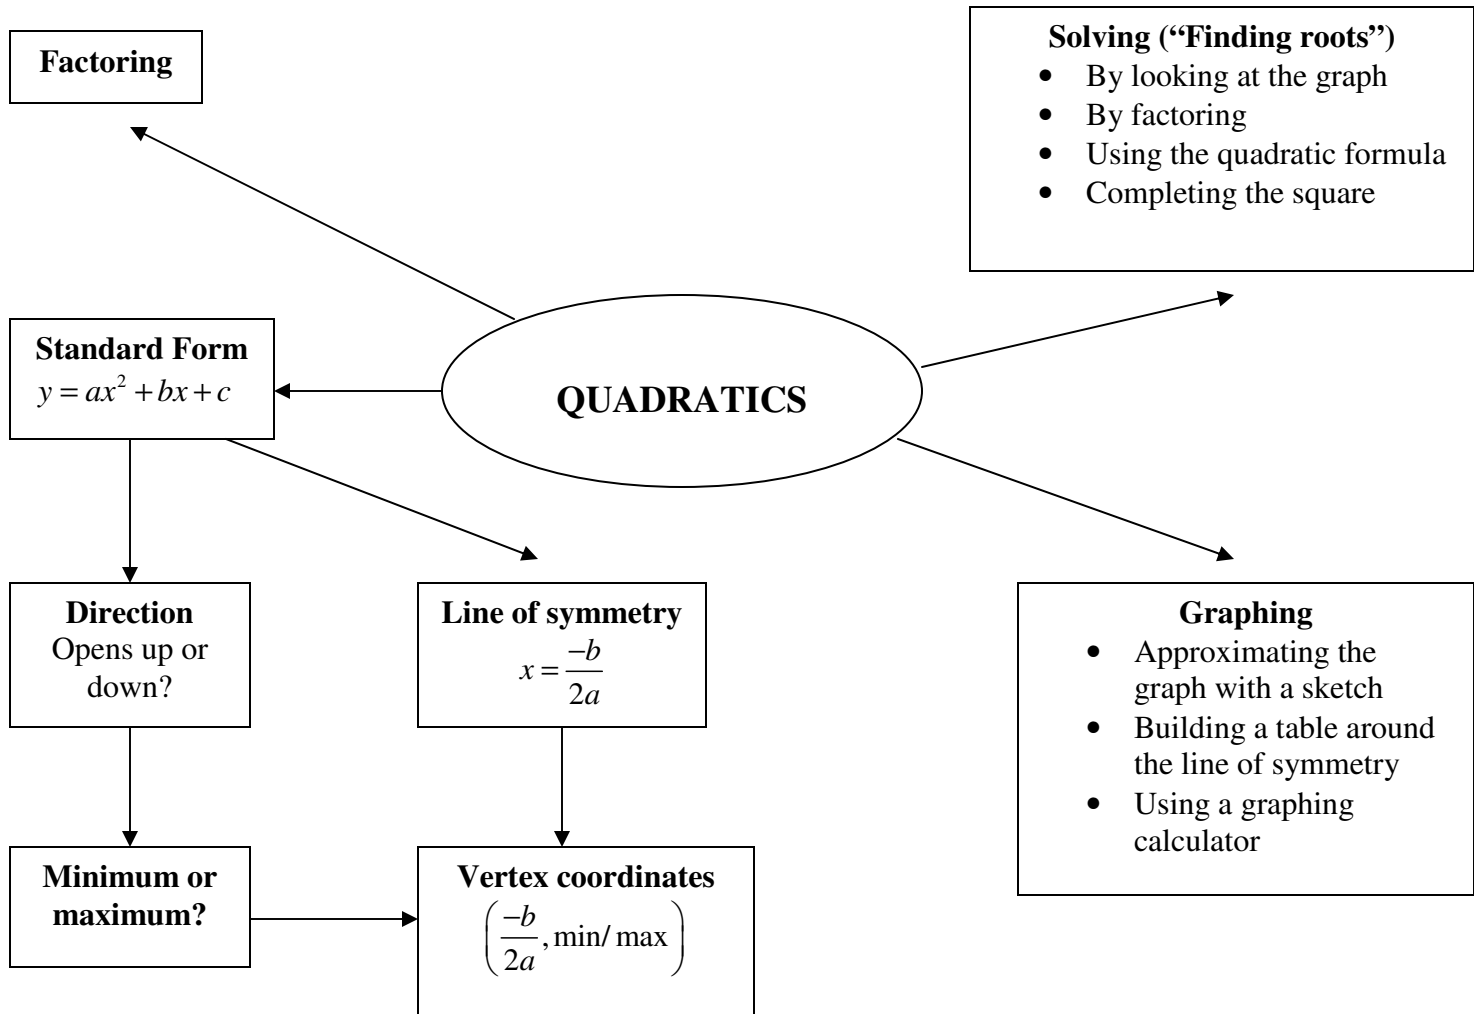 Factoring
Solving (“Finding roots”)
• By looking at the graph
• By factoring
• Using the quadratic formula
• Completing the square
Standard Form
y = ax² + bx + c
QUADRATICS
Direction
Opens up or
down?
Line of symmetry
x = −b/2a
Graphing
• Approximating the
graph with a sketch
• Building a table around
the line of symmetry
• Using a graphing
calculator
Minimum or
maximum?
Vertex coordinates
(−b/2a, min/ max)